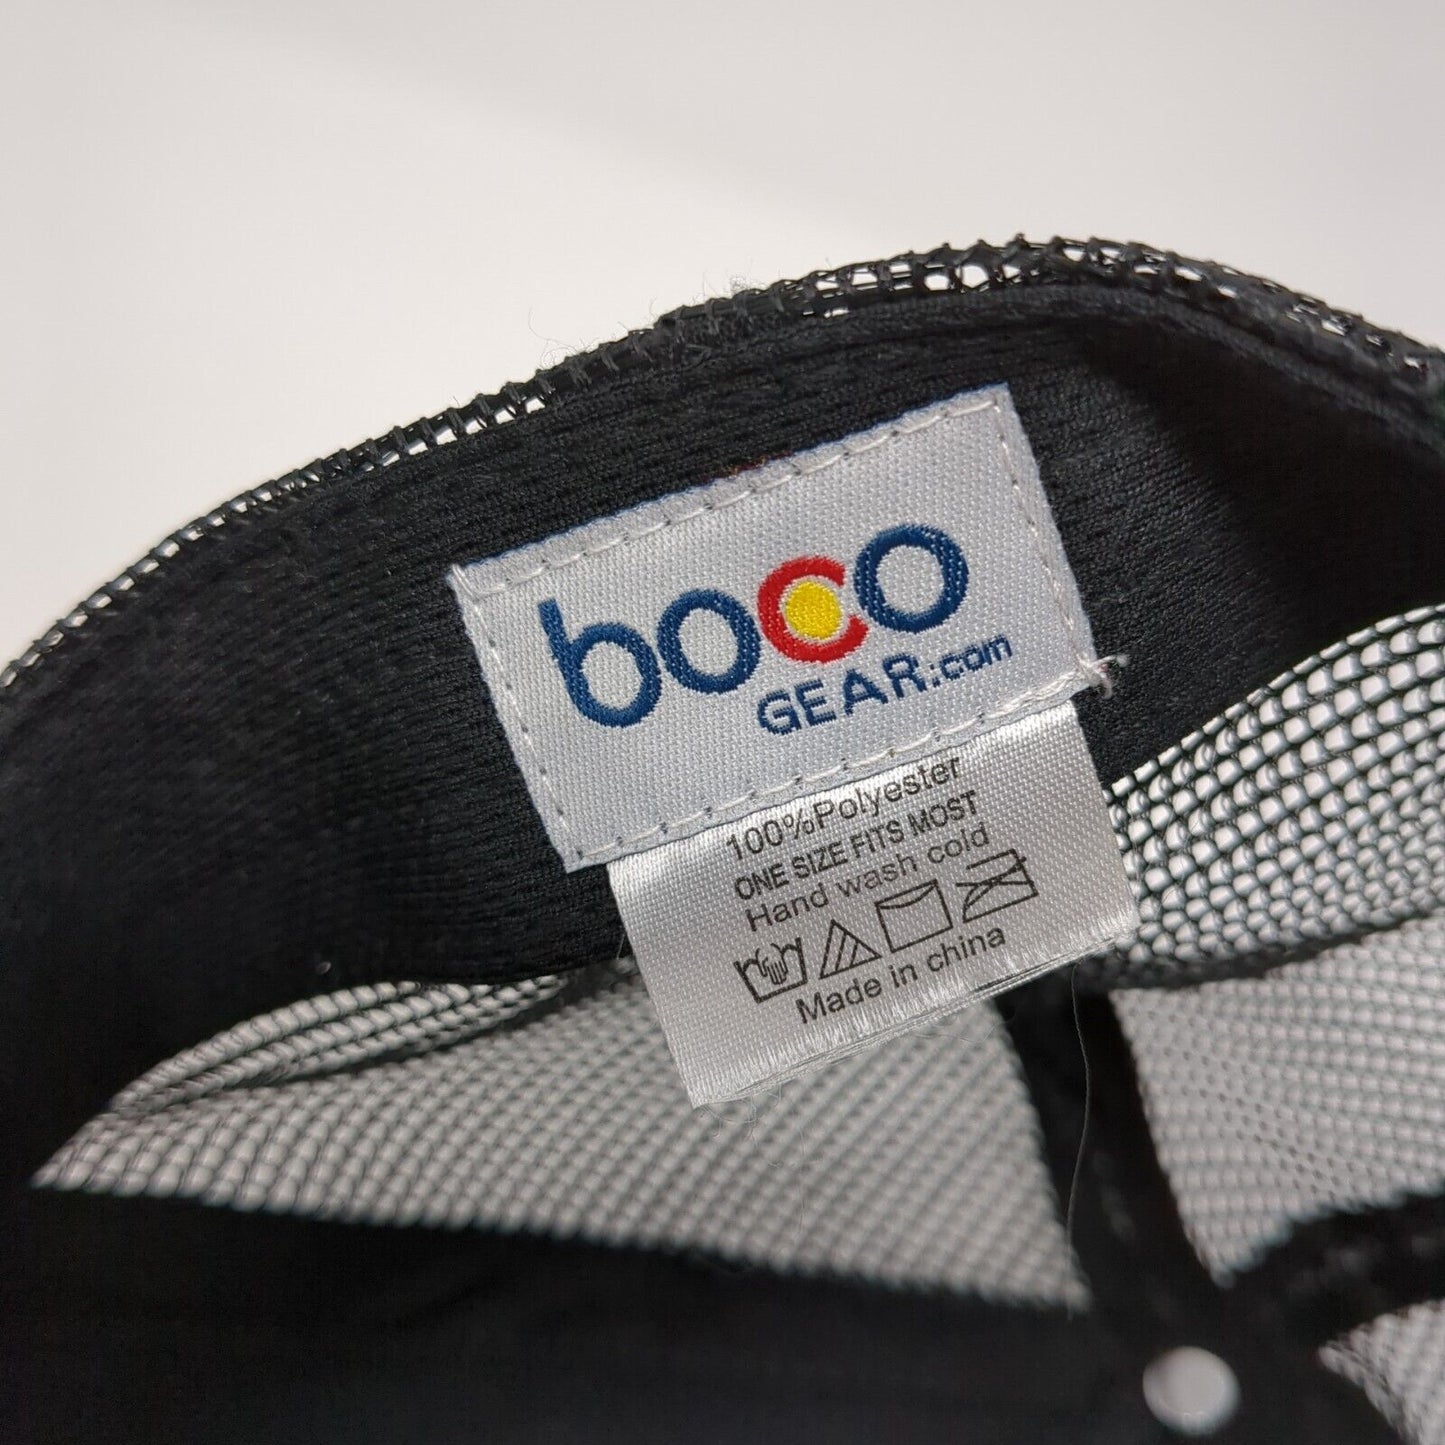 boco
GEAR.com
100%Polyester
ONE SIZE FITS MOST
Hand wash cold
Made in china